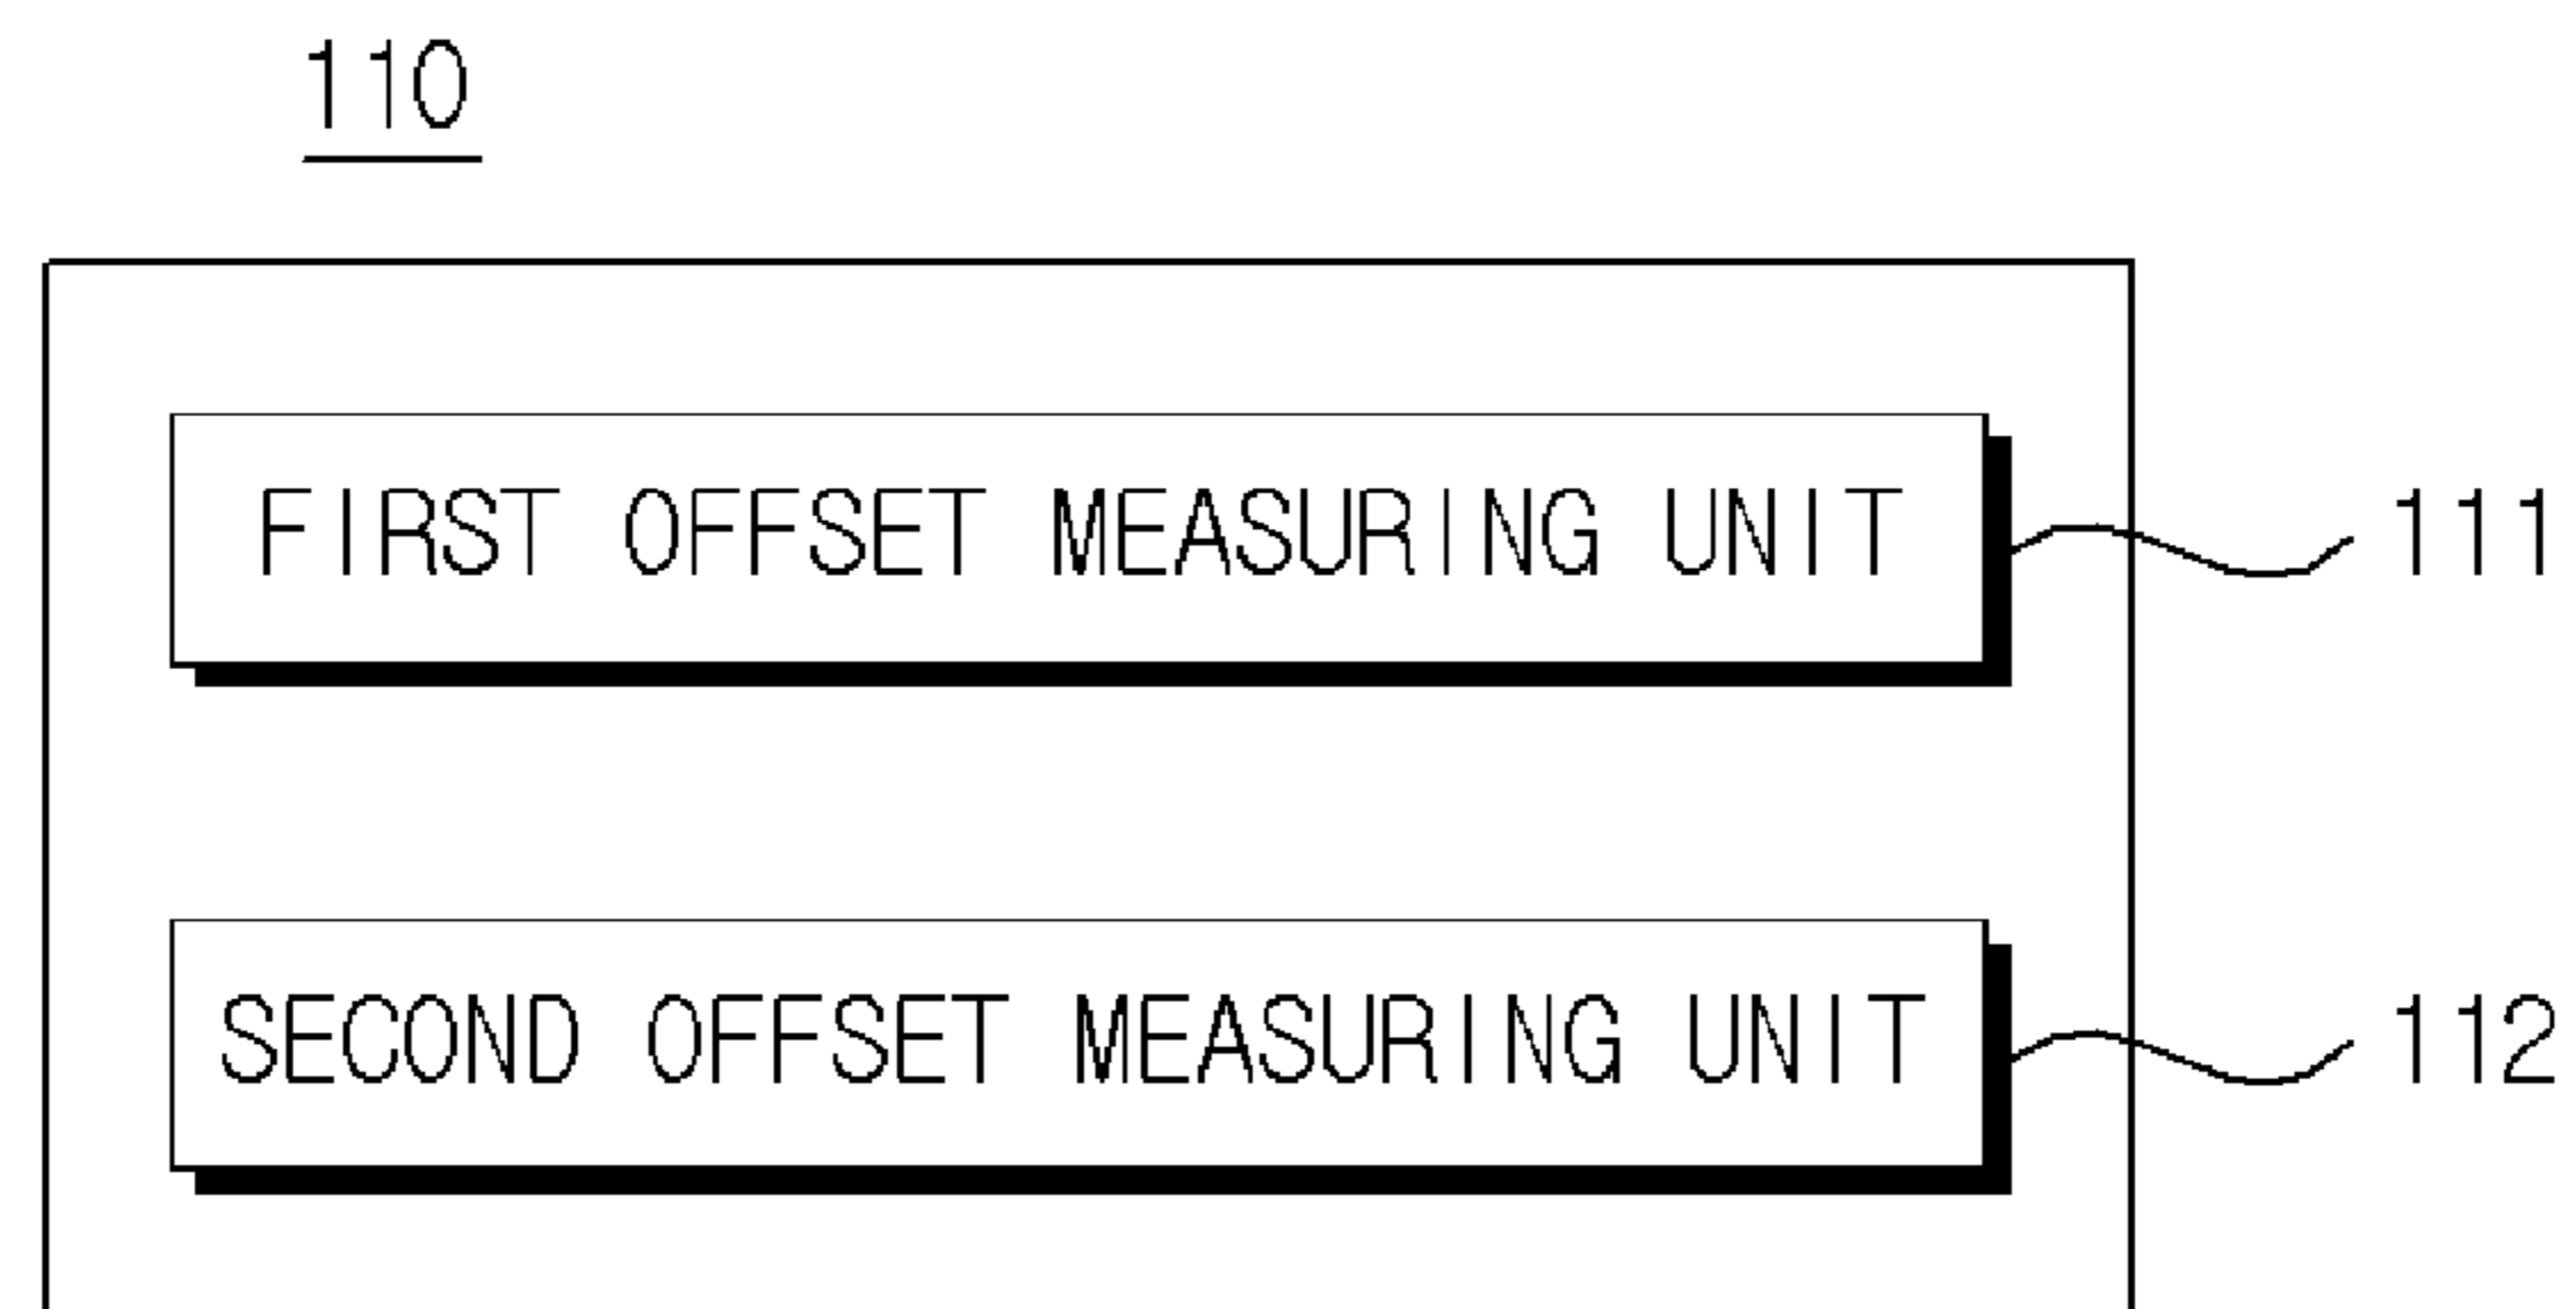 110
FIRST OFFSET MEASURING UNIT 111
SECOND OFFSET MEASURING UNIT 112